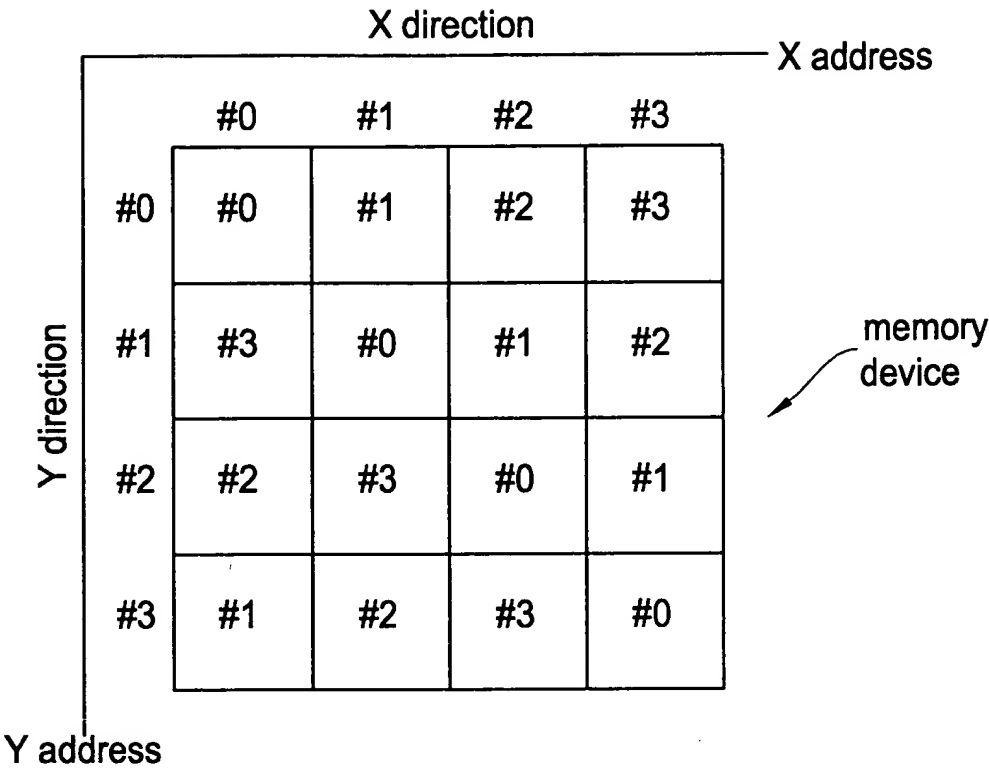 X direction
X address
#0 #1 #2 #3
#0 #0 #1 #2 #3
#1 #3 #0 #1 #2
memory
device
Y direction
#2 #2 #3 #0 #1
#3 #1 #2 #3 #0
Y address